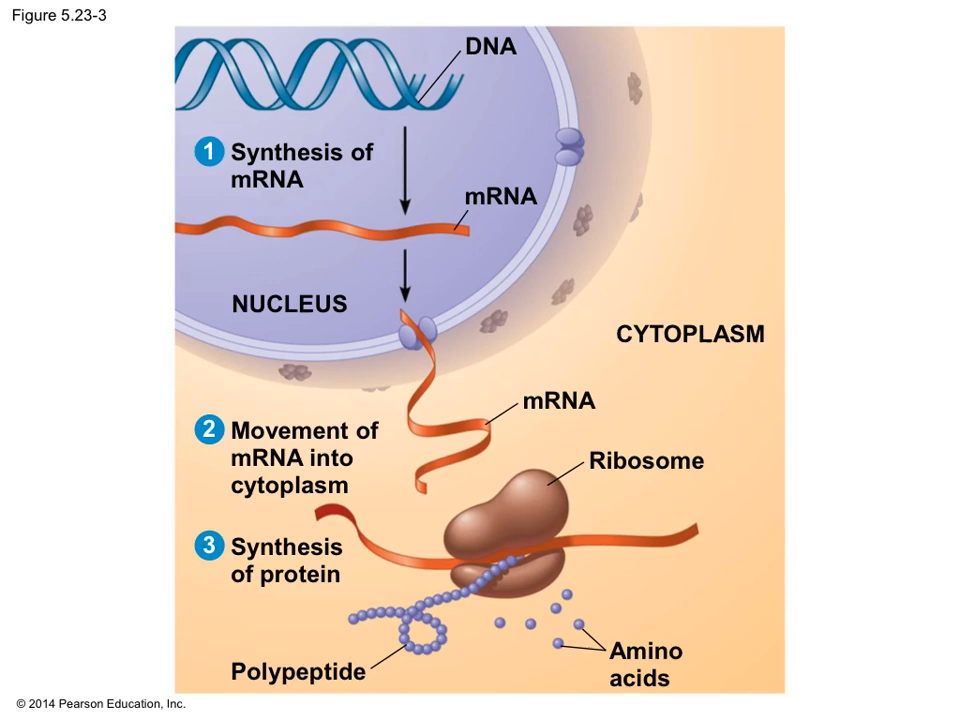 Figure 5.23-3
DNA
1 Synthesis of
mRNA
mRNA
NUCLEUS
CYTOPLASM
mRNA
2 Movement of
mRNA into
cytoplasm
Ribosome
3 Synthesis
of protein
Amino
acids
Polypeptide
© 2014 Pearson Education, Inc.